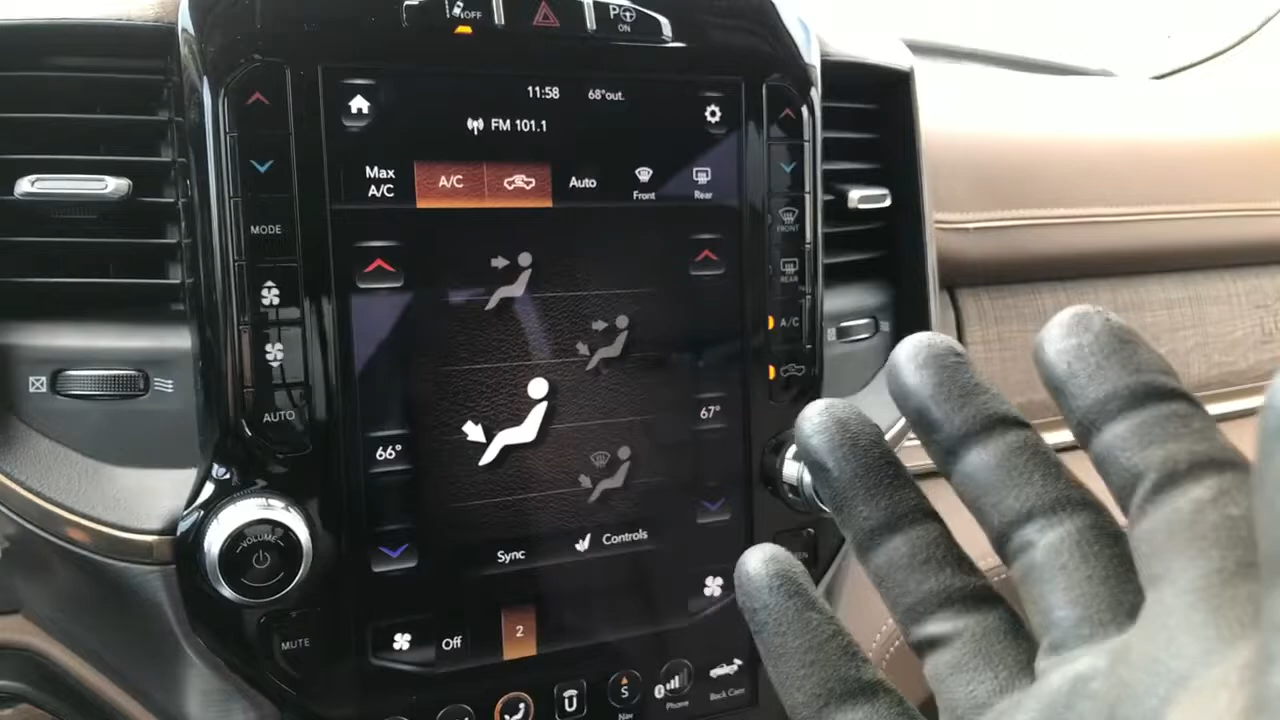 OFF
P
ON
11:58 68°out.
FM 101.1
Max
A/C
A/C
Auto
Front
Rear
MODE
FRONT
REAR
A/C
66°
67°
AUTO
Sync
Controls
VOLUME
MUTE
Off
2
S
Nav
Phone
Back Cam